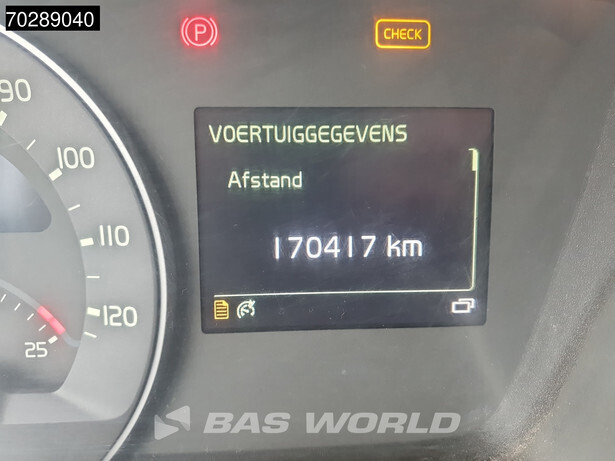 70289040
P
CHECK
90
100
110
120
25
VOERTUIGGEGEVENS
Afstand
170417 km
BAS WORLD